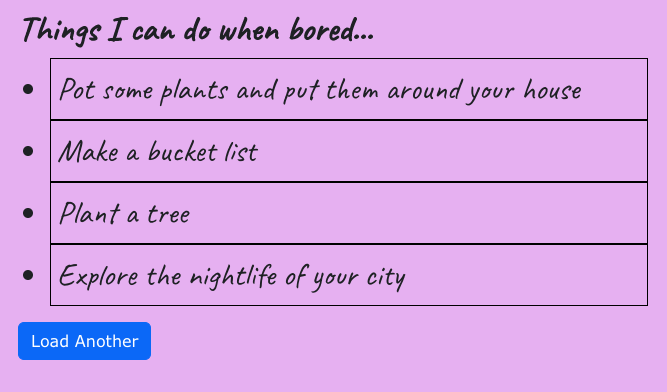 Things I can do when bored...
Pot some plants and put them around your house
Make a bucket list
Plant a tree
Explore the nightlife of your city
Load Another